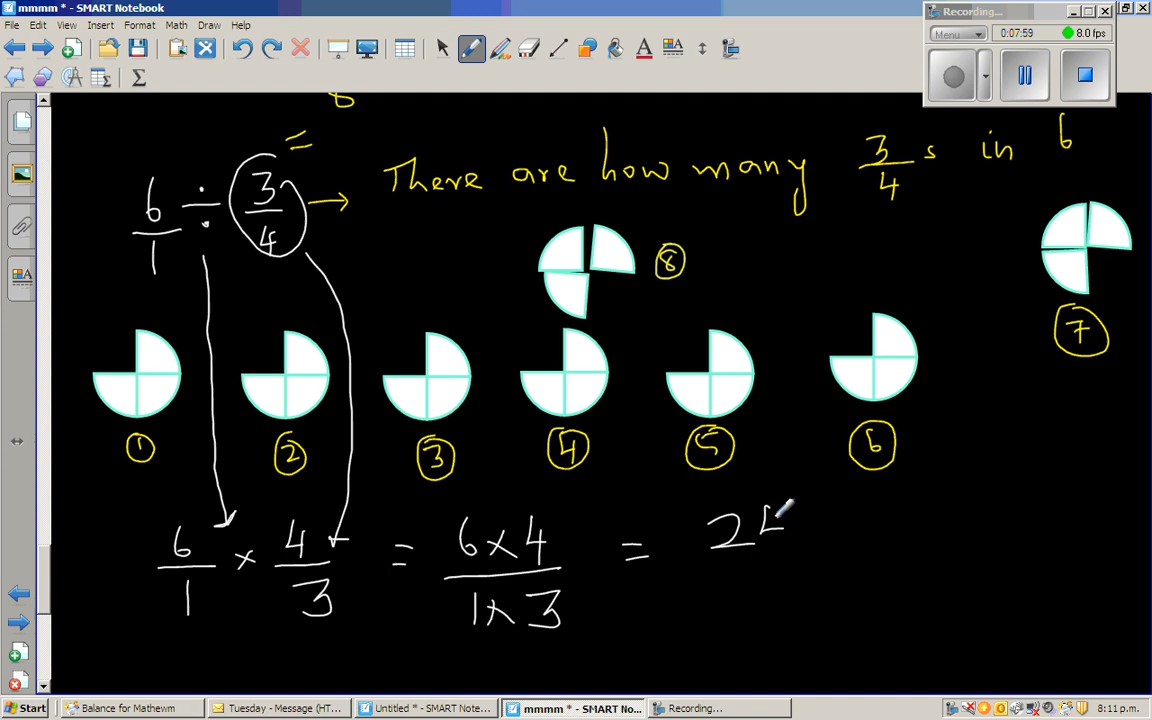 mmmm * - SMART Notebook
Recording...
File Edit View Insert Format Math Draw Help
Menu 0:07:59 8.0 fps
8
=
6/1 ÷ 3/4 → There are how many 3/4 s in 6
8
7
1 2 3 4 5 6
6/1 × 4/3 = 6×4/1×3 = 24
Start Balance for Mathewm Tuesday - Message (HT... Untitled * - SMART No... mmmm * - SMART No... Recording... 8:11 p.m.